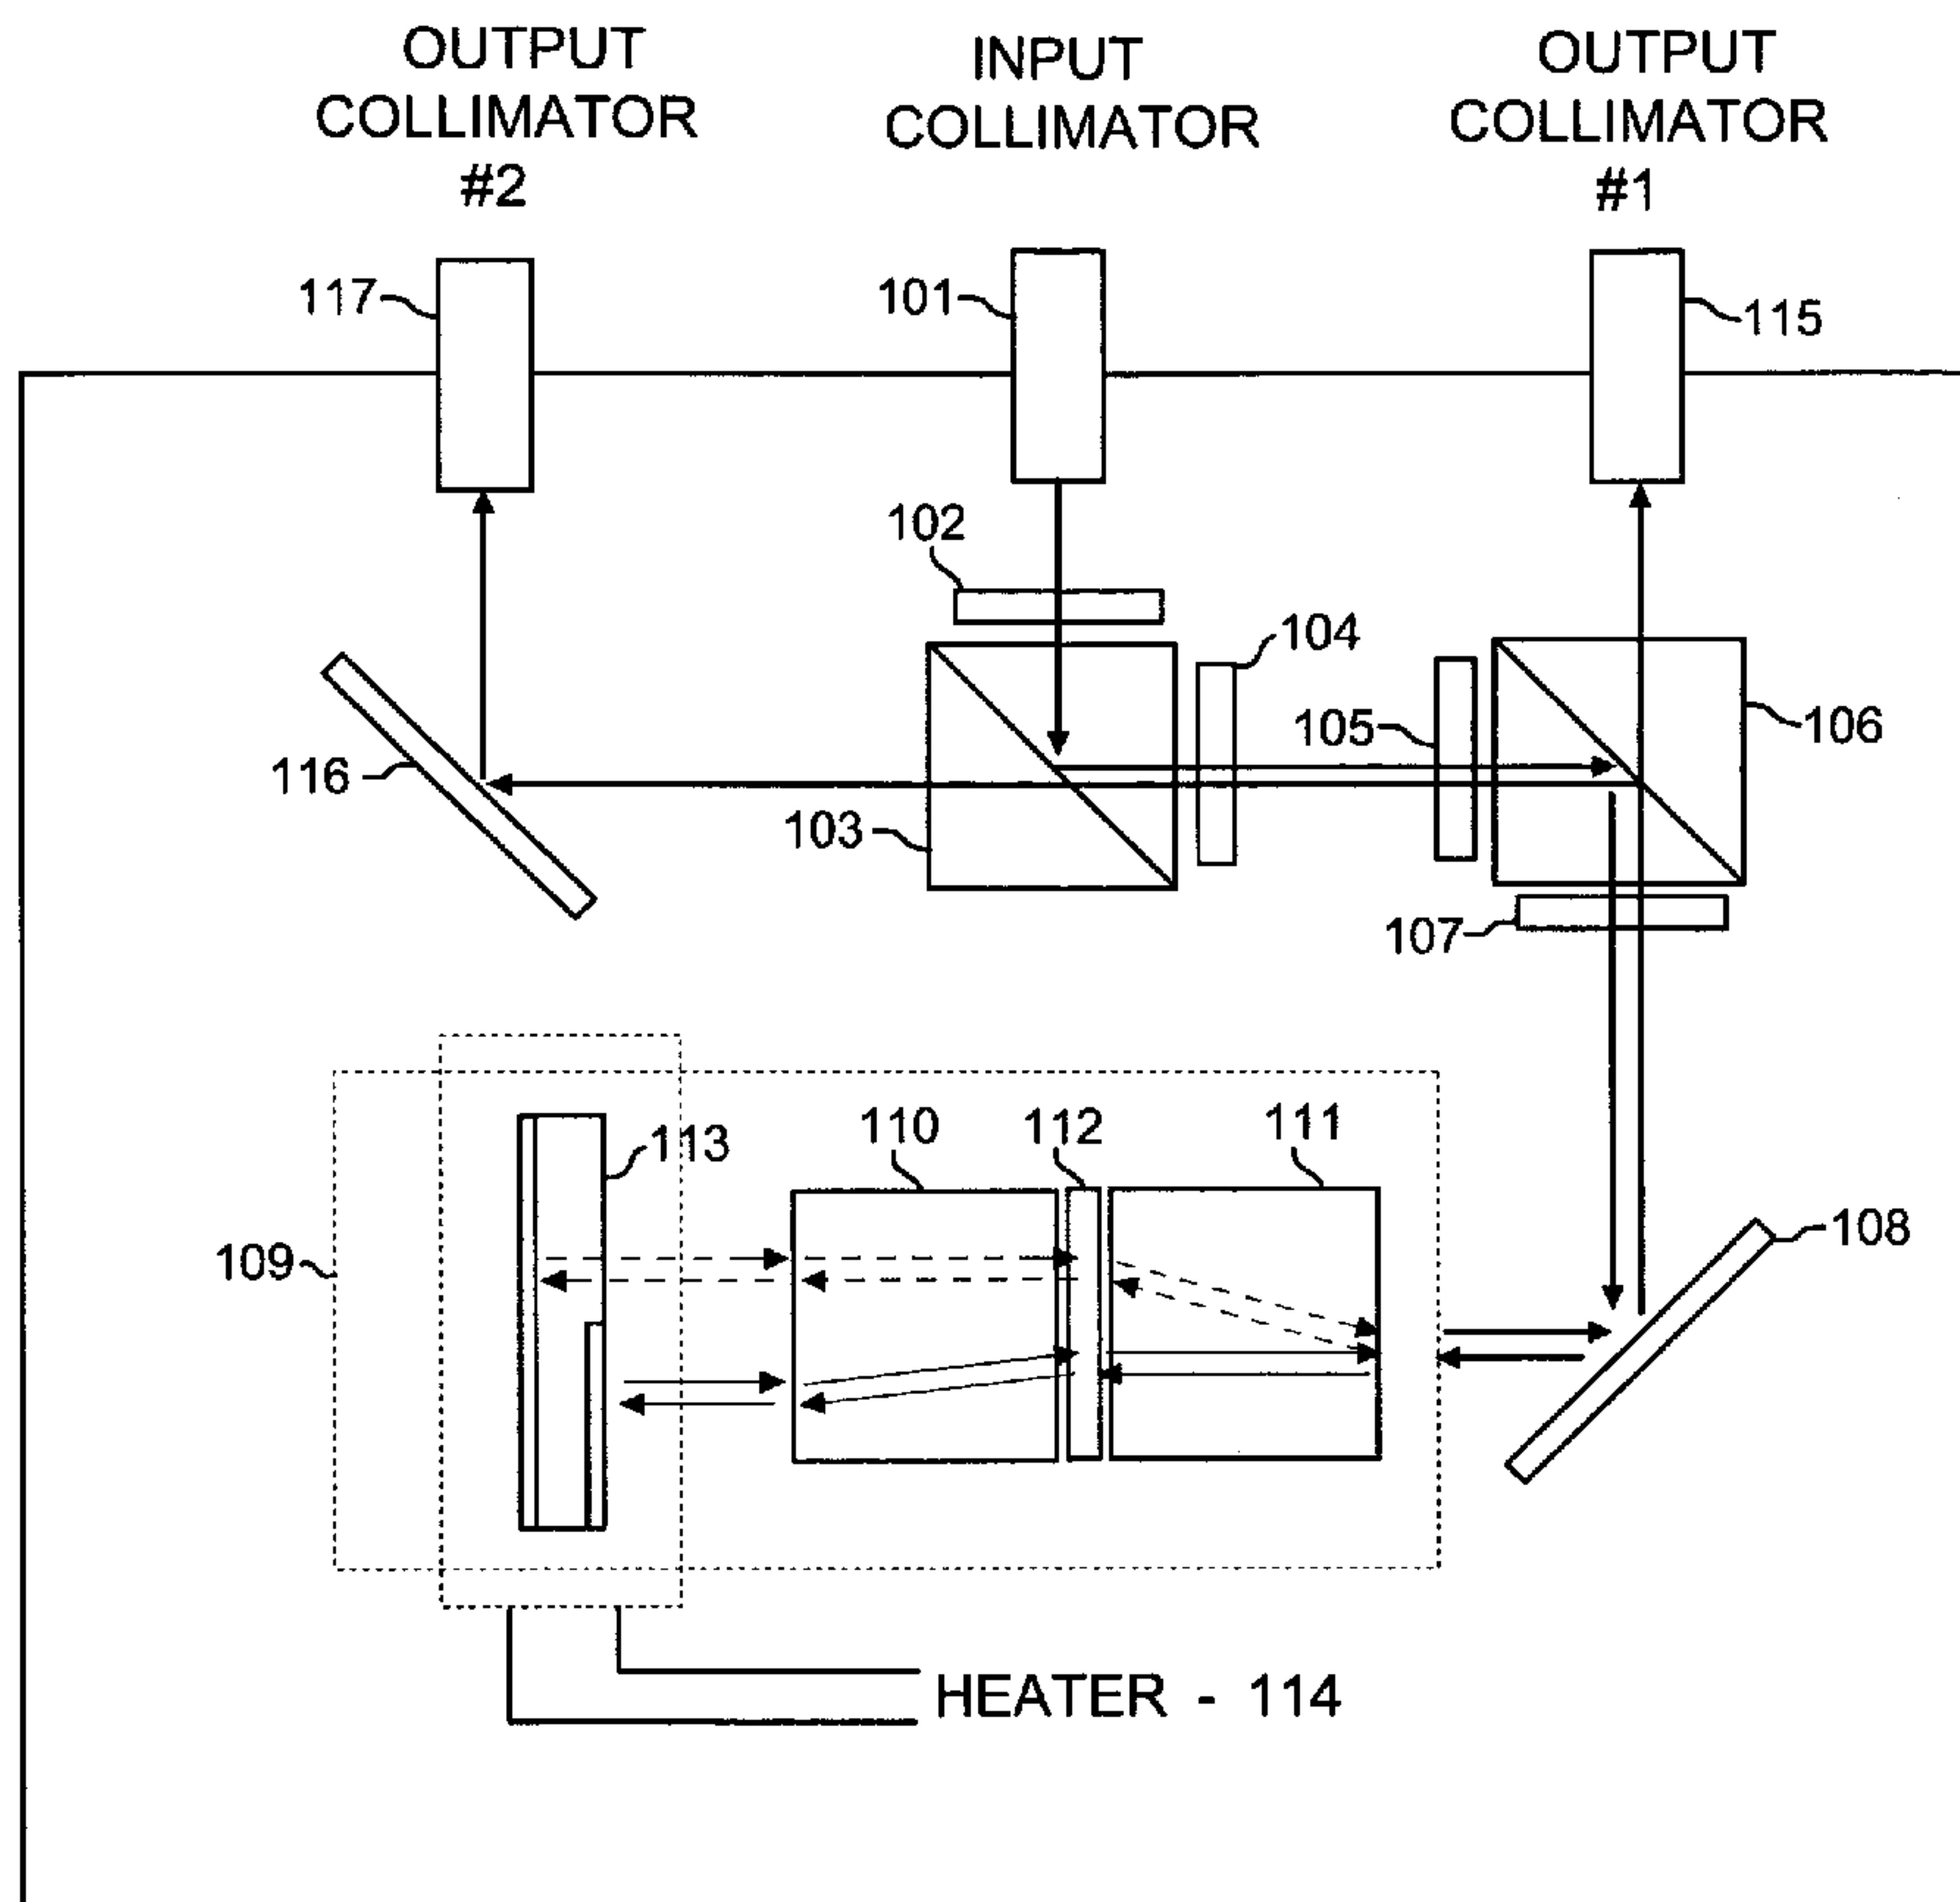 OUTPUT
COLLIMATOR
#2
INPUT
COLLIMATOR
OUTPUT
COLLIMATOR
#1
117
101
115
102
104
105
106
116
103
107
110
112
111
113
109
108
HEATER - 114